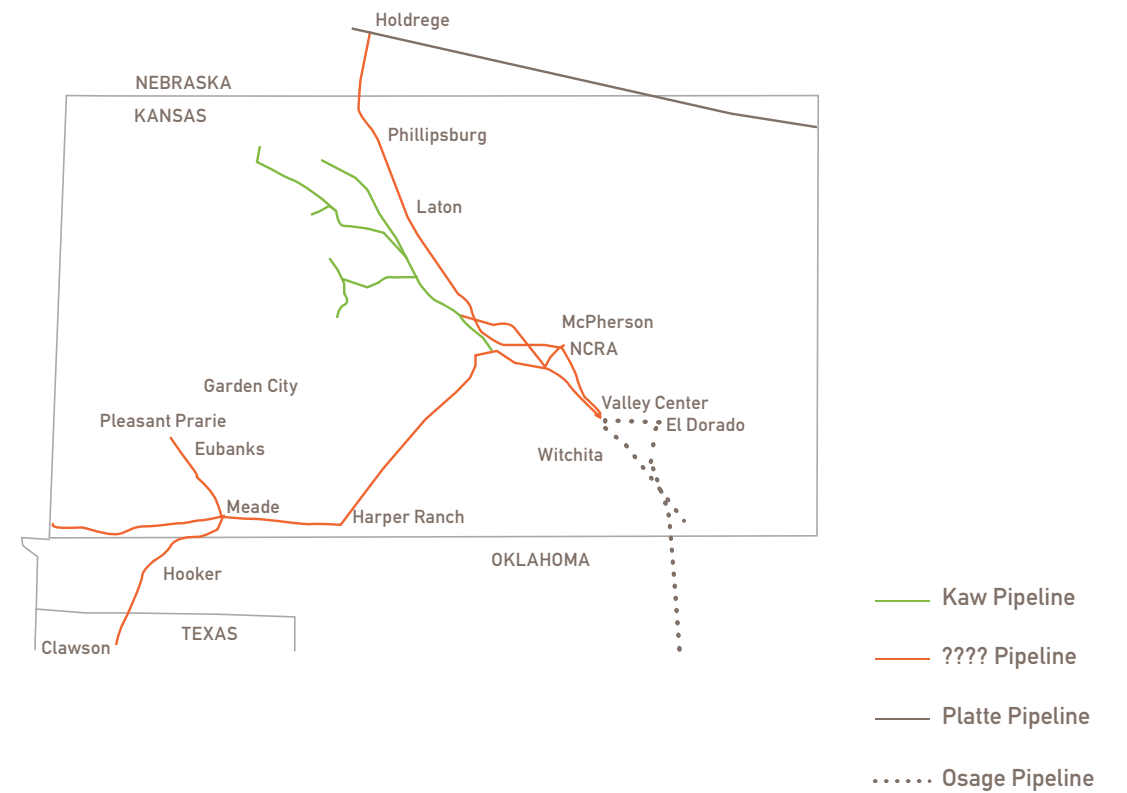 Holdrege
NEBRASKA
KANSAS
Phillipsburg
Laton
McPherson
NCRA
Garden City
Valley Center
Pleasant Prarie
El Dorado
Eubanks
Witchita
Meade
Harper Ranch
OKLAHOMA
Hooker
Kaw Pipeline
TEXAS
Clawson
???? Pipeline
Platte Pipeline
Osage Pipeline